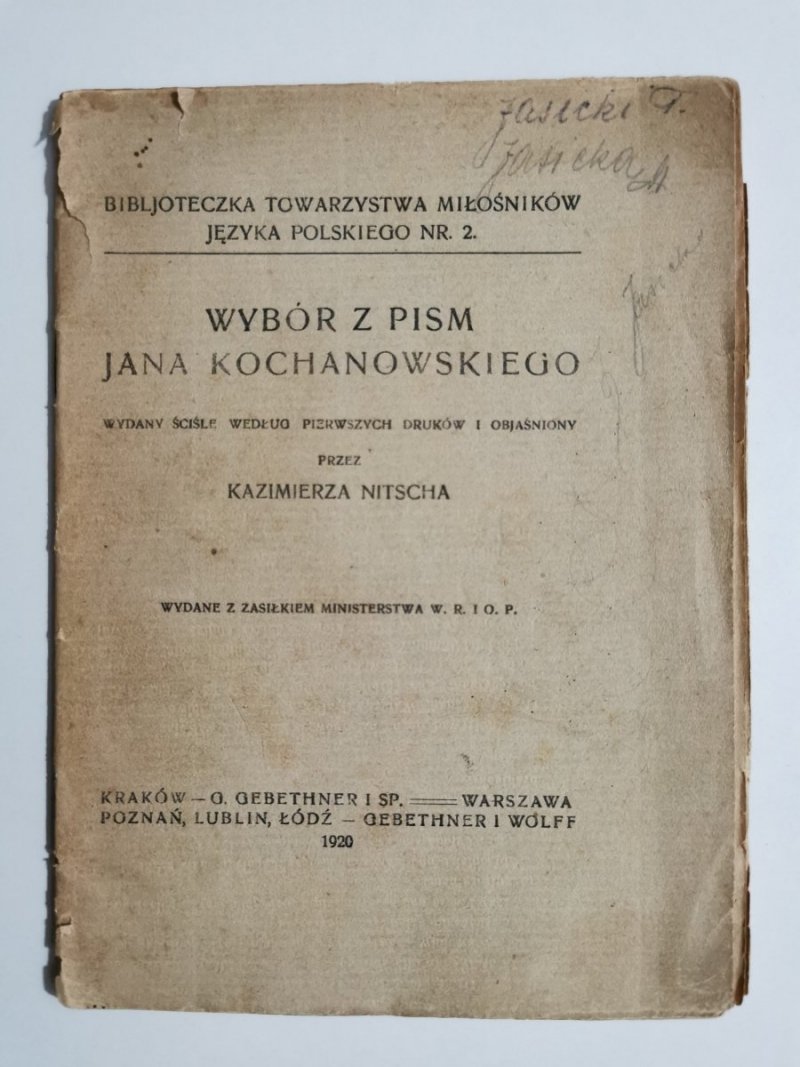 Jasicki T.
Jasicka M
BIBLJOTECZKA TOWARZYSTWA MIŁOŚNIKÓW
JĘZYKA POLSKIEGO NR. 2.
WYBÓR Z PISM
JANA KOCHANOWSKIEGO
WYDANY ŚCIŚLE WEDŁUG PIERWSZYCH DRUKÓW I OBJAŚNIONY
PRZEZ
KAZIMIERZA NITSCHA
WYDANE Z ZASIŁKIEM MINISTERSTWA W. R. I O. P.
KRAKÓW — G. GEBETHNER I SP. ═══ WARSZAWA
POZNAŃ, LUBLIN, ŁÓDŹ — GEBETHNER I WOLFF
1920